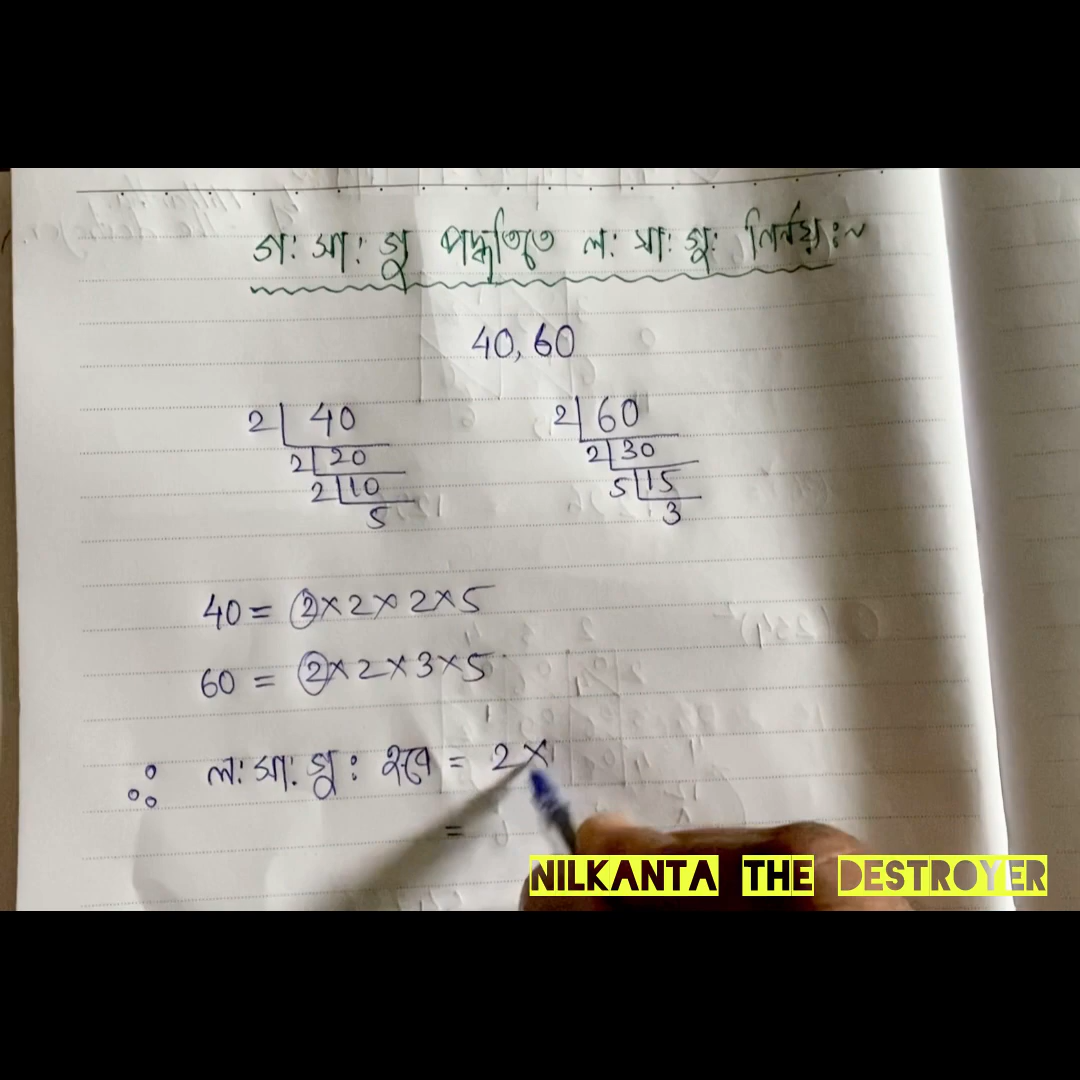 গ: সা: গু পদ্ধতিতে ল: সা: গু: নির্নয়:~
40, 60
2 40
2 20
2 10
5
2 60
2 30
5 15
3
40 = 2×2×2×5
60 = 2×2×3×5
∴ ল: সা: গু: হবে = 2×
=
NILKANTA THE DESTROYER